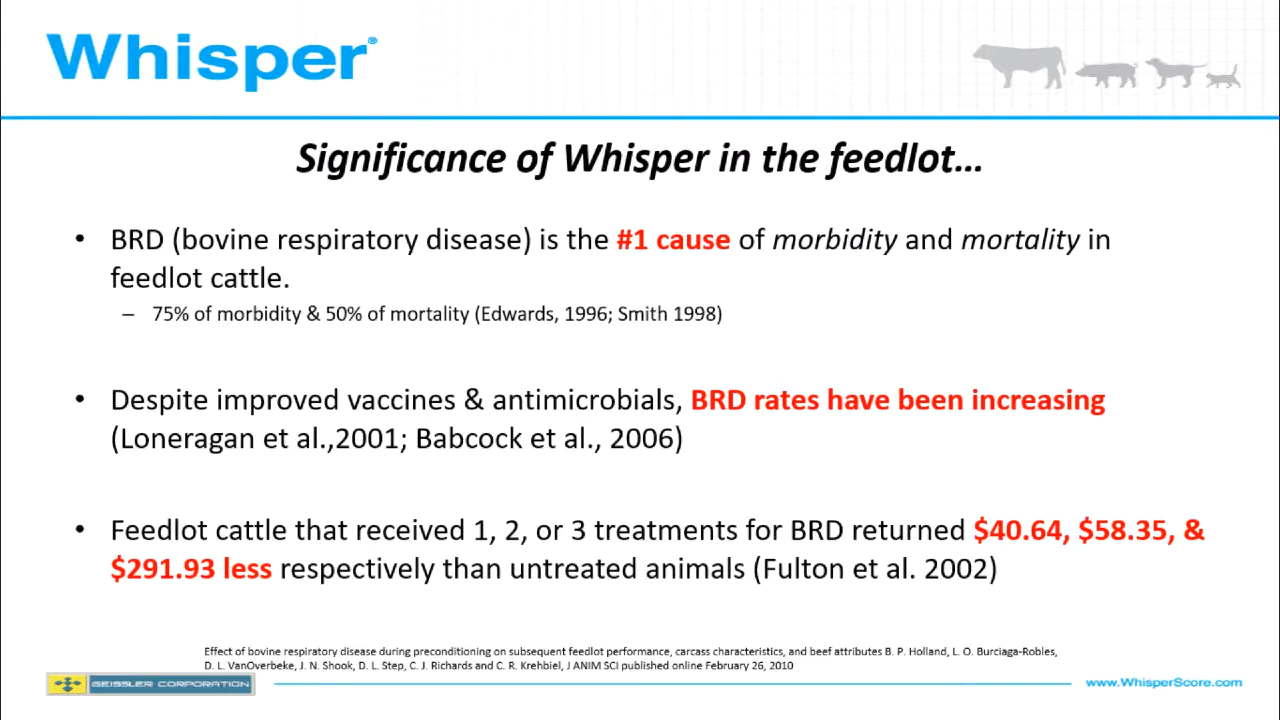 Whisper®
Significance of Whisper in the feedlot…
• BRD (bovine respiratory disease) is the #1 cause of morbidity and mortality in
feedlot cattle.
– 75% of morbidity & 50% of mortality (Edwards, 1996; Smith 1998)
• Despite improved vaccines & antimicrobials, BRD rates have been increasing
(Loneragan et al.,2001; Babcock et al., 2006)
• Feedlot cattle that received 1, 2, or 3 treatments for BRD returned $40.64, $58.35, &
$291.93 less respectively than untreated animals (Fulton et al. 2002)
Effect of bovine respiratory disease during preconditioning on subsequent feedlot performance, carcass characteristics, and beef attributes B. P. Holland, L. O. Burciaga-Robles,
D. L. VanOverbeke, J. N. Shook, D. L. Step, C. J. Richards and C. R. Krehbiel, J ANIM SCI published online February 26, 2010
GEISSLER CORPORATION
www.WhisperScore.com